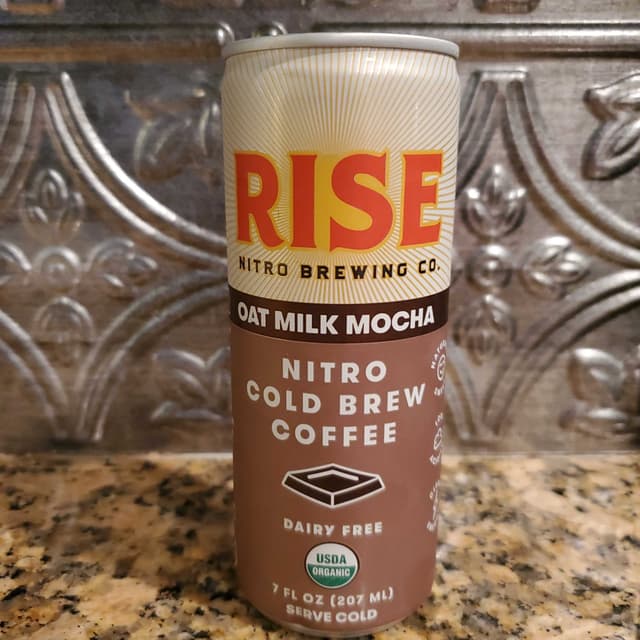 RISE
NITRO BREWING CO.
OAT MILK MOCHA
NITRO
COLD BREW
COFFEE
DAIRY FREE
USDA
ORGANIC
7 FL OZ (207 ML)
SERVE COLD